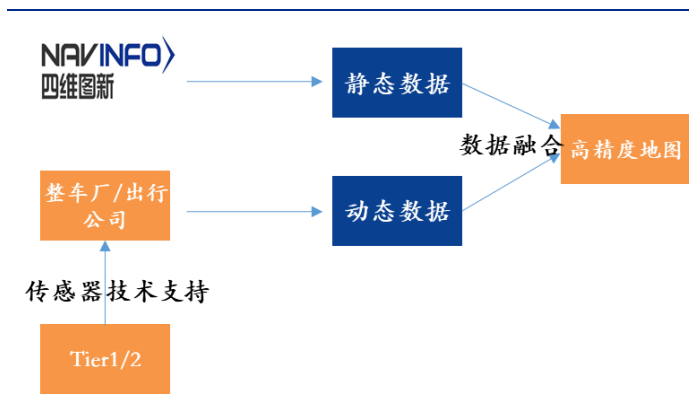 NAVINFO
四维图新
静态数据
数据融合
高精度地图
整车厂/出行
公司
动态数据
传感器技术支持
Tier1/2